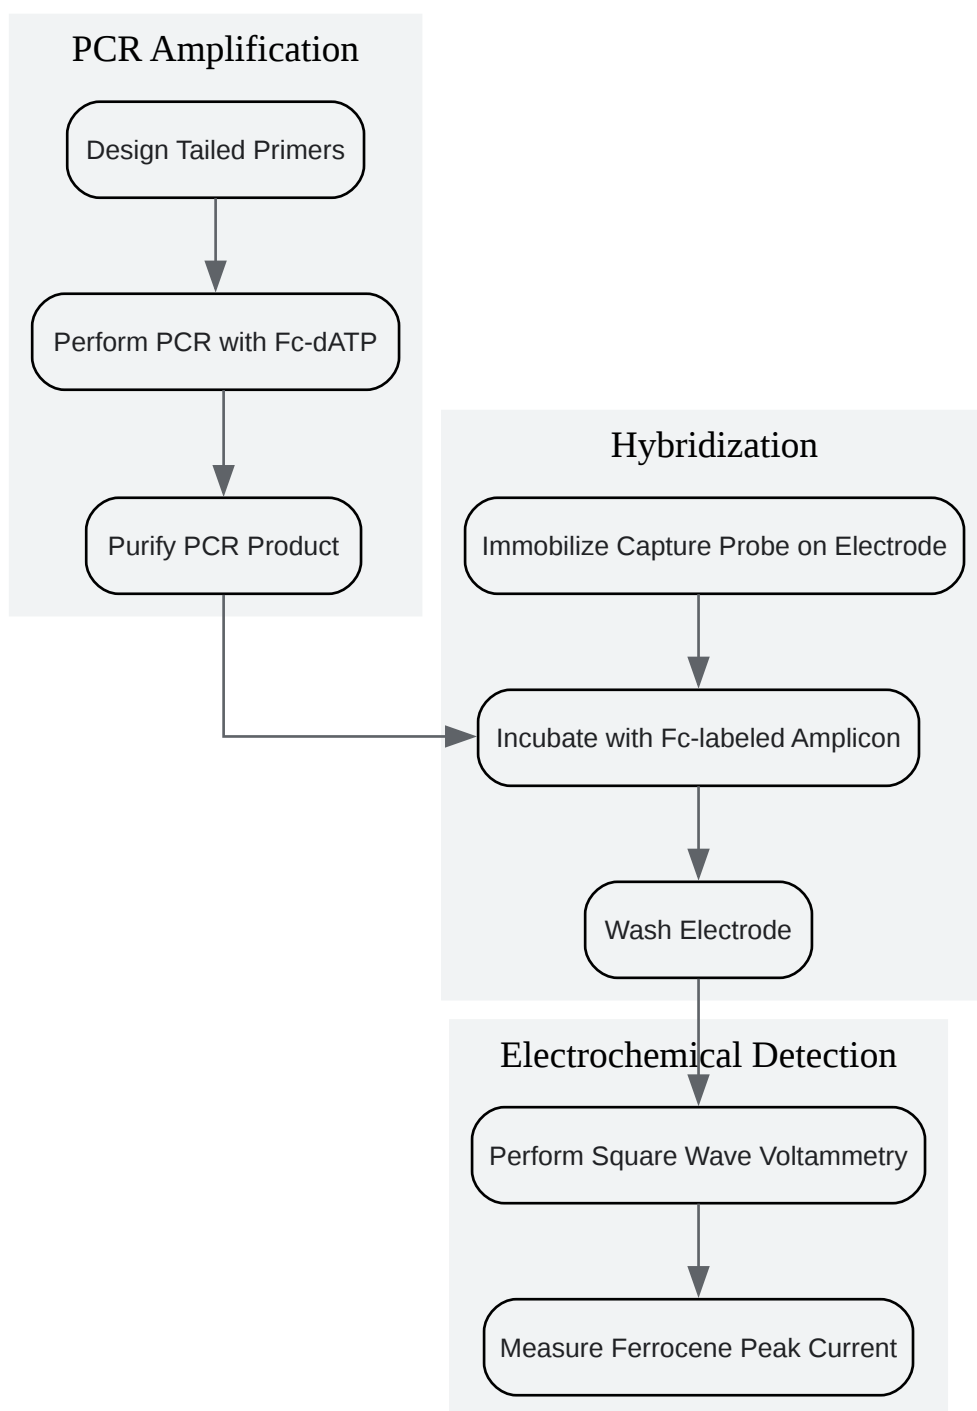 PCR Amplification
Design Tailed Primers
Perform PCR with Fc-dATP
Purify PCR Product
Hybridization
Immobilize Capture Probe on Electrode
Incubate with Fc-labeled Amplicon
Wash Electrode
Electrochemical Detection
Perform Square Wave Voltammetry
Measure Ferrocene Peak Current